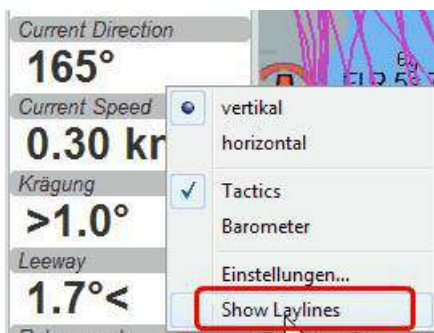 Current Direction
165°
Current Speed
0.30 kr
Krägung
>1.0°
Leeway
1.7°<
vertikal
horizontal
Tactics
Barometer
Einstellungen...
Show Laylines